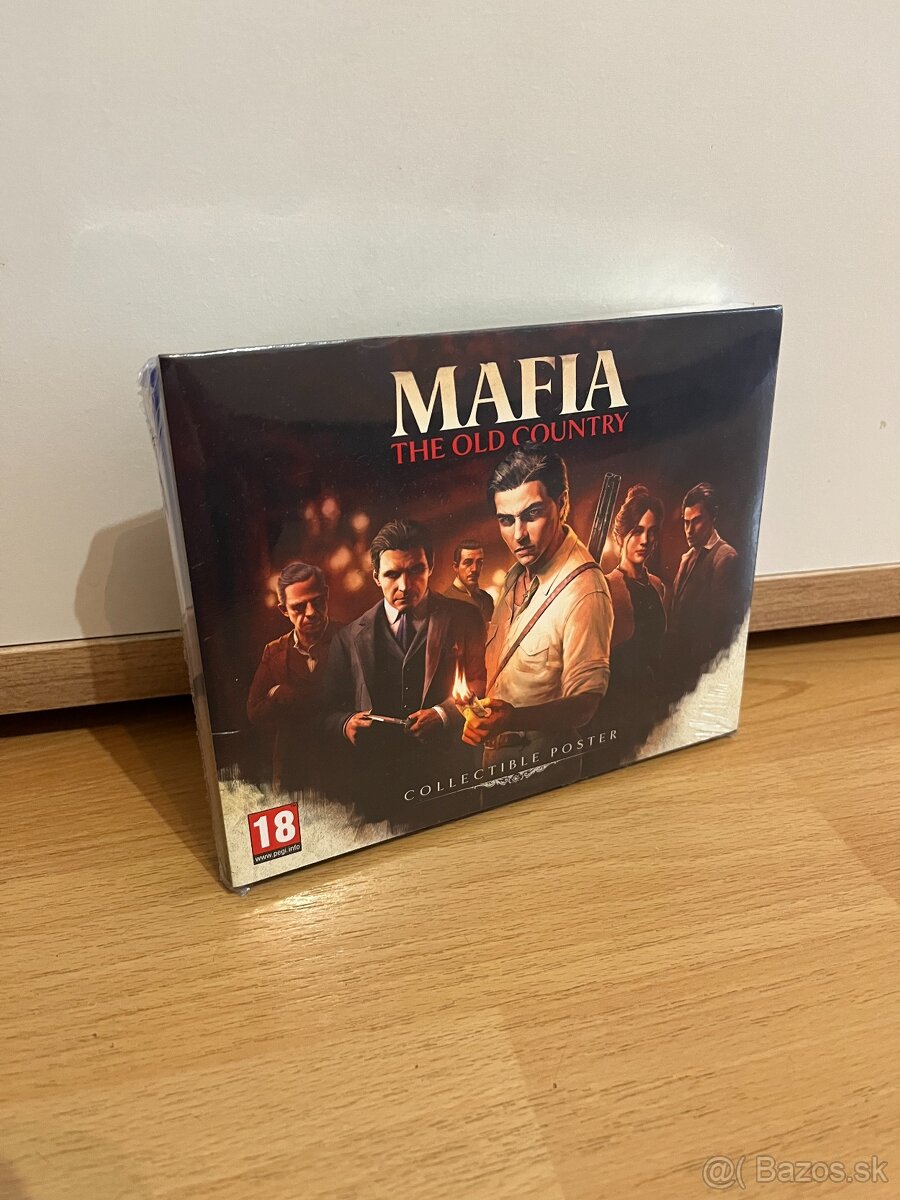 MAFIA
THE OLD COUNTRY
COLLECTIBLE POSTER
18
www.pegi.info
@( Bazos.sk